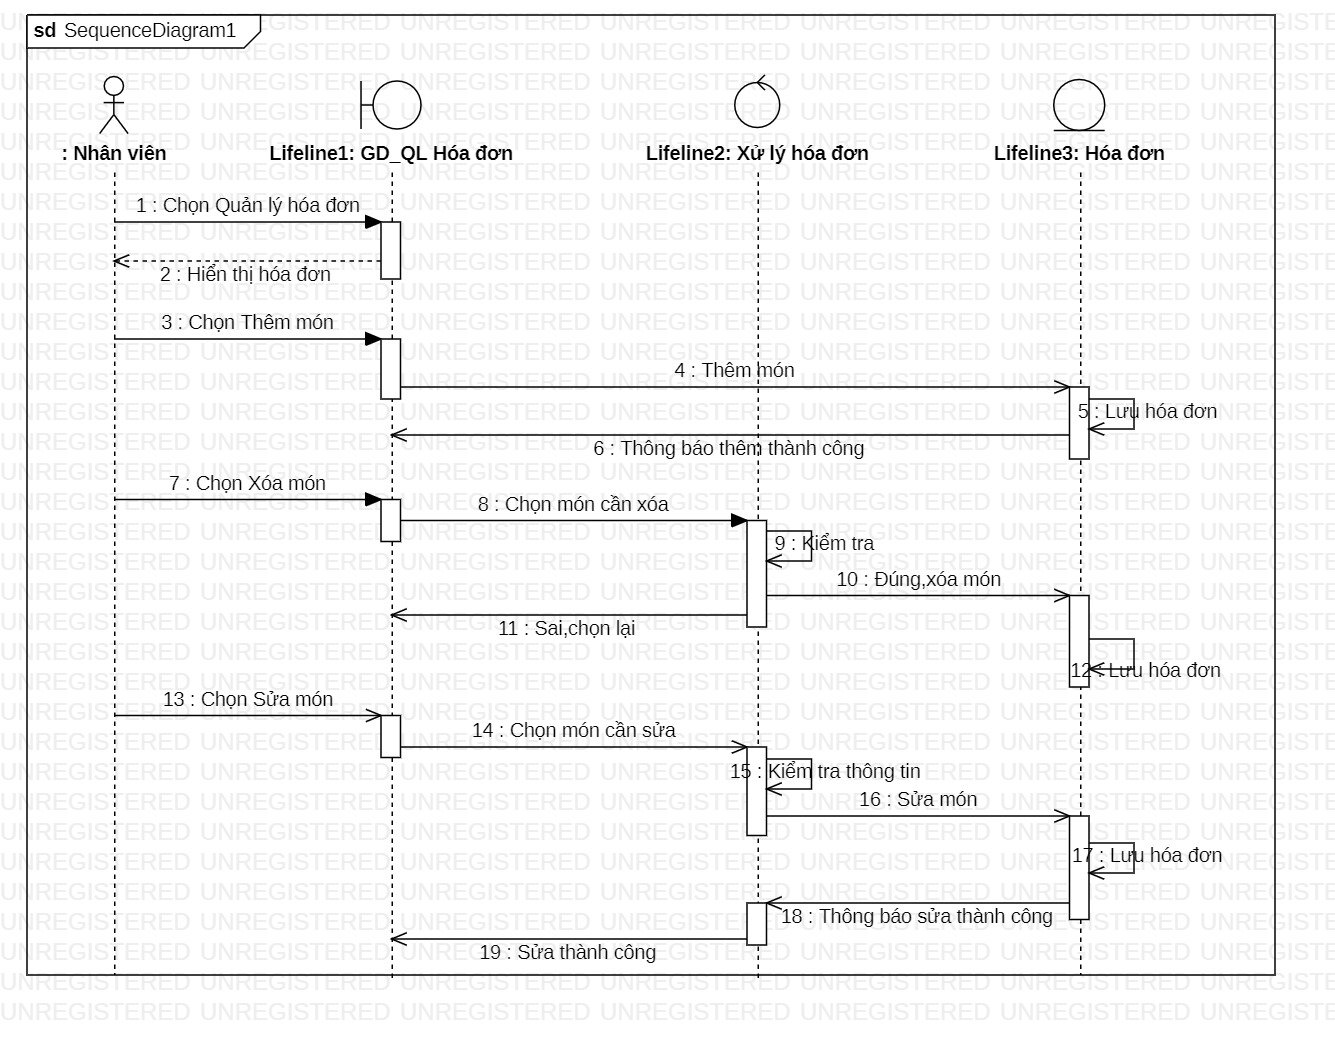 sd SequenceDiagram1
: Nhân viên
Lifeline1: GD_QL Hóa đơn
Lifeline2: Xử lý hóa đơn
Lifeline3: Hóa đơn
1 : Chọn Quản lý hóa đơn
2 : Hiển thị hóa đơn
3 : Chọn Thêm món
4 : Thêm món
5 : Lưu hóa đơn
6 : Thông báo thêm thành công
7 : Chọn Xóa món
8 : Chọn món cần xóa
9 : Kiểm tra
10 : Đúng,xóa món
11 : Sai,chọn lại
12 : Lưu hóa đơn
13 : Chọn Sửa món
14 : Chọn món cần sửa
15 : Kiểm tra thông tin
16 : Sửa món
17 : Lưu hóa đơn
18 : Thông báo sửa thành công
19 : Sửa thành công
UNREGISTERED